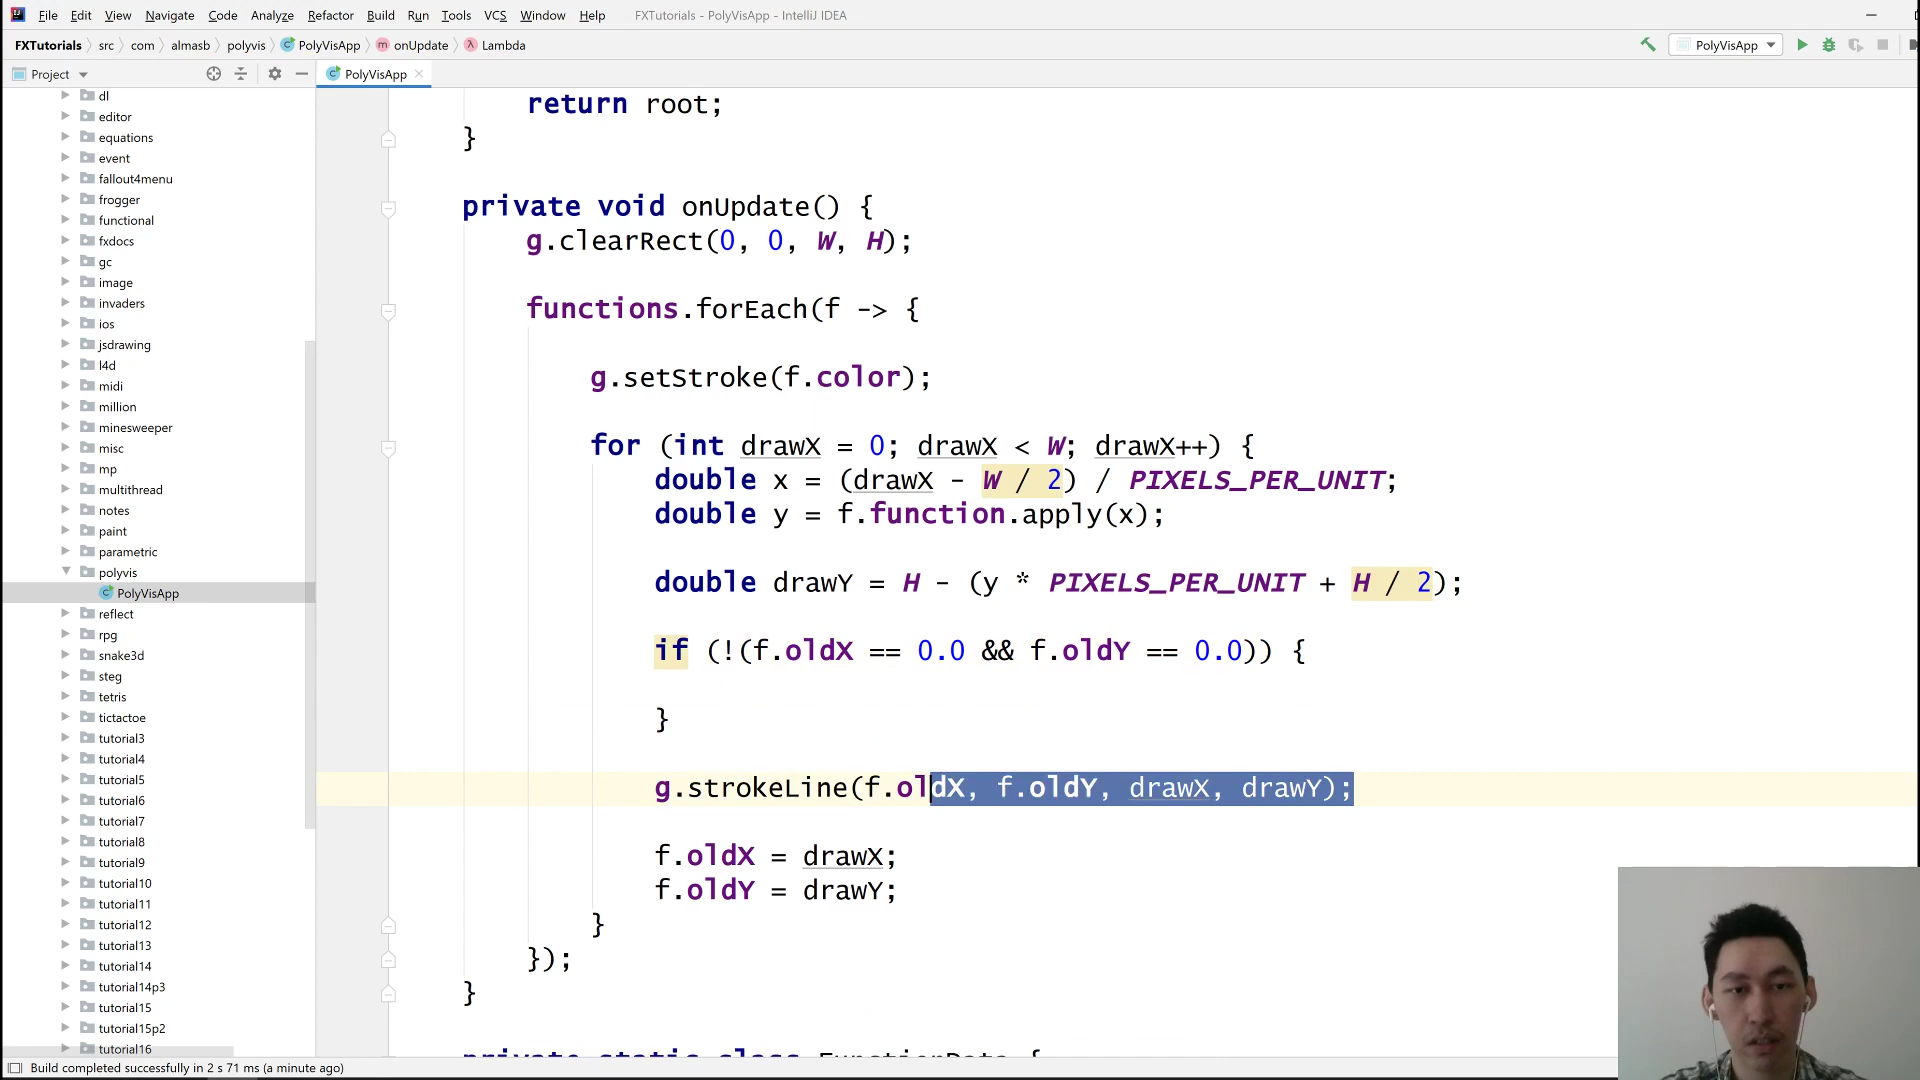 File Edit View Navigate Code Analyze Refactor Build Run Tools VCS Window Help FXTutorials - PolyVisApp - IntelliJ IDEA
FXTutorials src com almasb polyvis PolyVisApp onUpdate Lambda PolyVisApp
Project
PolyVisApp
dl
editor
equations
event
fallout4menu
frogger
functional
fxdocs
gc
image
invaders
ios
jsdrawing
l4d
midi
million
minesweeper
misc
mp
multithread
notes
paint
parametric
polyvis
PolyVisApp
reflect
rpg
snake3d
steg
tetris
tictactoe
tutorial3
tutorial4
tutorial5
tutorial6
tutorial7
tutorial8
tutorial9
tutorial10
tutorial11
tutorial12
tutorial13
tutorial14
tutorial14p3
tutorial15
tutorial15p2
tutorial16
return root;
}
private void onUpdate() {
g.clearRect(0, 0, W, H);
functions.forEach(f -> {
g.setStroke(f.color);
for (int drawX = 0; drawX < W; drawX++) {
double x = (drawX - W / 2) / PIXELS_PER_UNIT;
double y = f.function.apply(x);
double drawY = H - (y * PIXELS_PER_UNIT + H / 2);
if (!(f.oldX == 0.0 && f.oldY == 0.0)) {
}
g.strokeLine(f.oldX, f.oldY, drawX, drawY);
f.oldX = drawX;
f.oldY = drawY;
}
});
}
private static class FunctionData {
Build completed successfully in 2 s 71 ms (a minute ago)